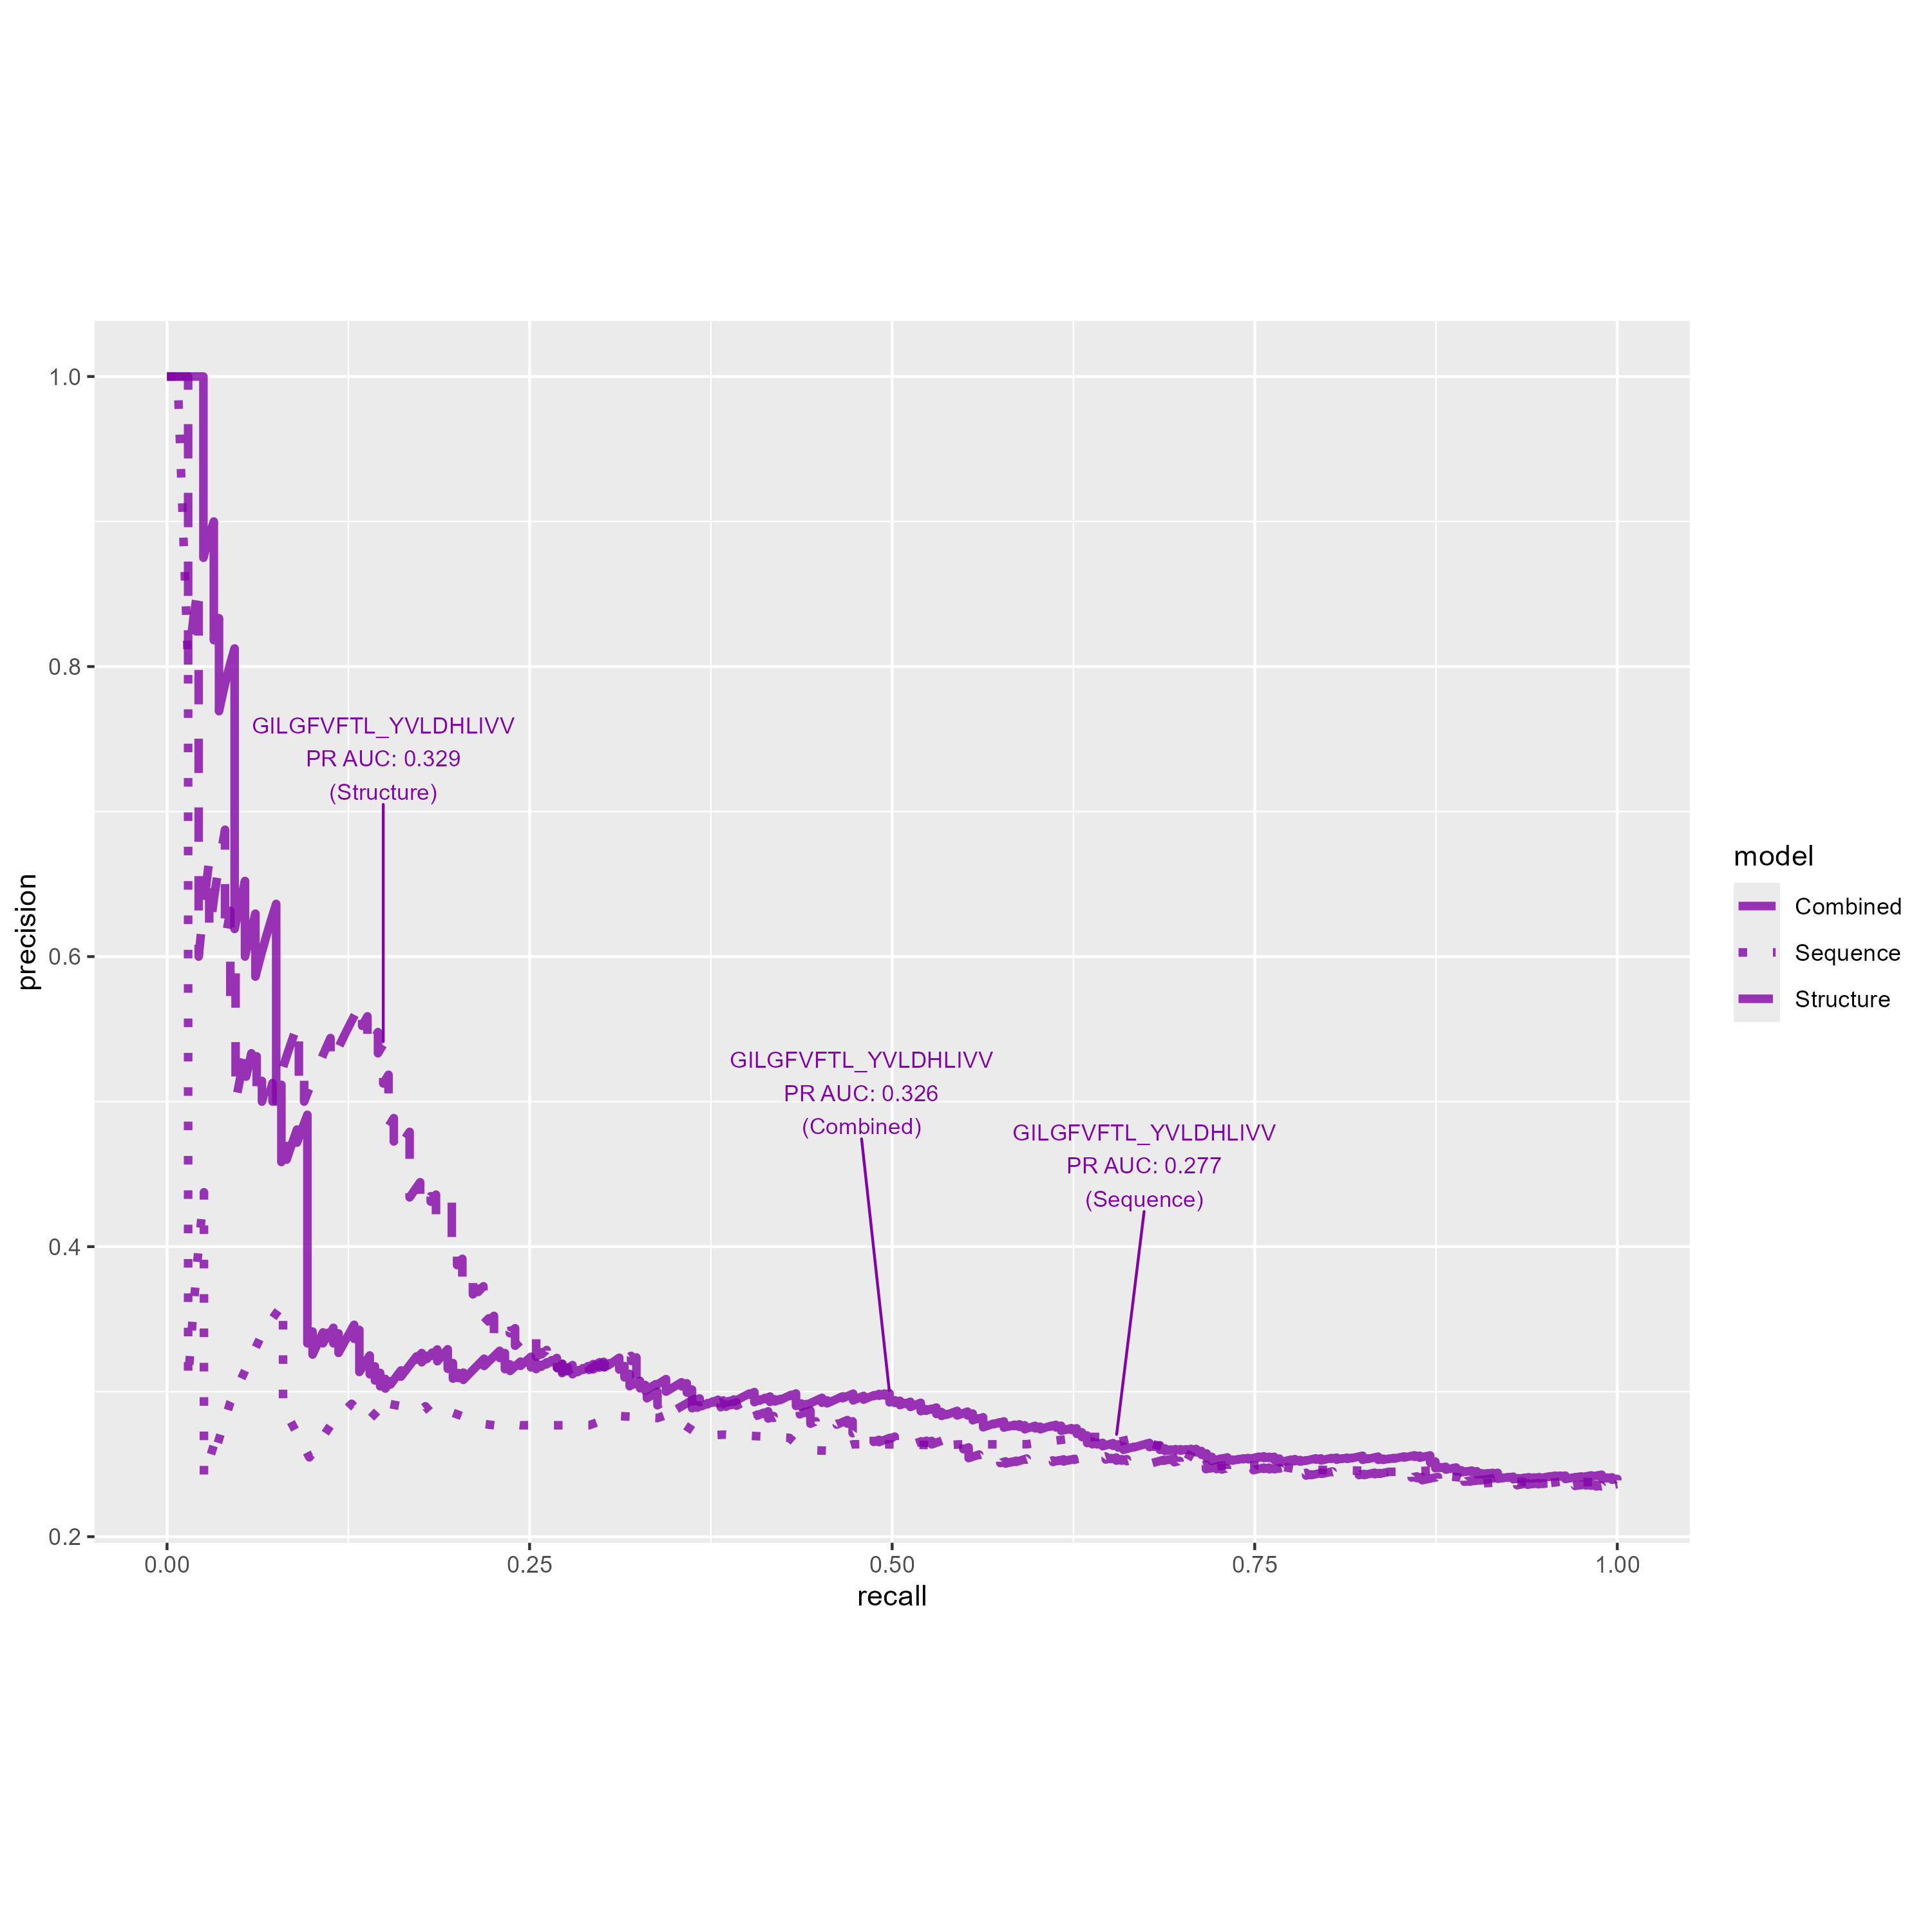 1.0
0.8
0.6
0.4
0.2
precision
GILGFVFTL_YVLDHLIVV
PR AUC: 0.329
(Structure)
GILGFVFTL_YVLDHLIVV
PR AUC: 0.326
(Combined)
GILGFVFTL_YVLDHLIVV
PR AUC: 0.277
(Sequence)
0.00
0.25
0.50
0.75
1.00
recall
model
Combined
Sequence
Structure